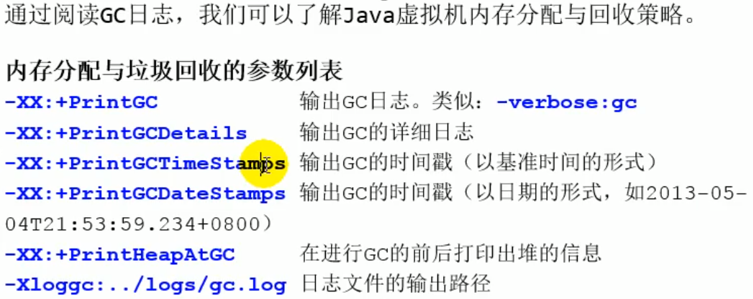 通过阅读GC日志，我们可以了解Java虚拟机内存分配与回收策略。
内存分配与垃圾回收的参数列表
-XX:+PrintGC 输出GC日志。类似：-verbose:gc
-XX:+PrintGCDetails 输出GC的详细日志
-XX:+PrintGCTimeStamps 输出GC的时间戳（以基准时间的形式）
-XX:+PrintGCDateStamps 输出GC的时间戳（以日期的形式，如2013-05-
04T21:53:59.234+0800）
-XX:+PrintHeapAtGC 在进行GC的前后打印出堆的信息
-Xloggc:../logs/gc.log 日志文件的输出路径